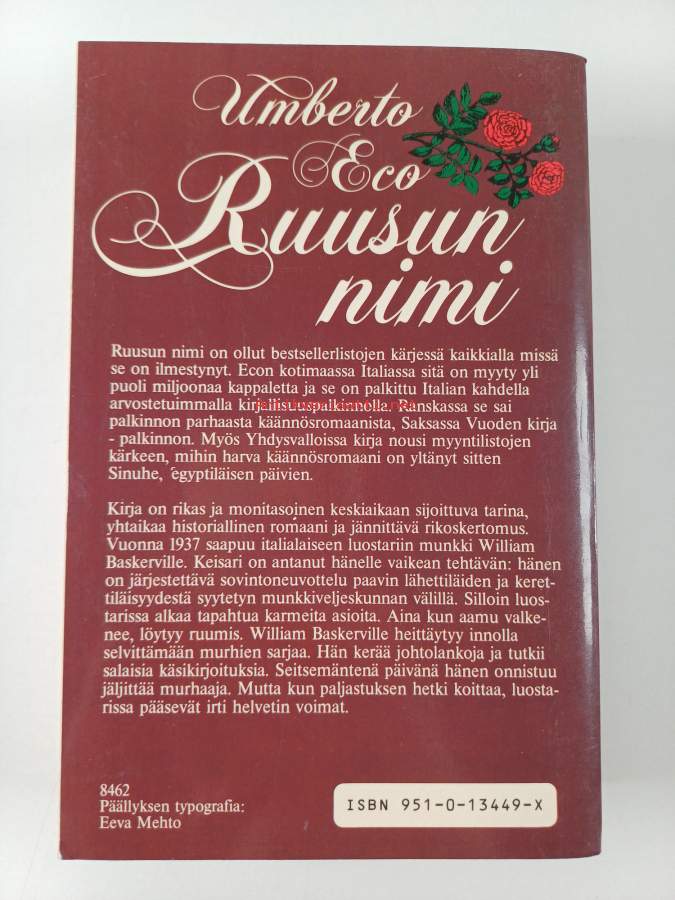 Umberto
Eco
Ruusun
nimi
Ruusun nimi on ollut bestsellerlistojen kärjessä kaikkialla missä
se on ilmestynyt. Econ kotimaassa Italiassa sitä on myyty yli
puoli miljoonaa kappaletta ja se on palkittu Italian kahdella
arvostetuimmalla kirjallisuuspalkinnolla. Ranskassa se sai
palkinnon parhaasta käännösromaanista, Saksassa Vuoden kirja
- palkinnon. Myös Yhdysvalloissa kirja nousi myyntilistojen
kärkeen, mihin harva käännösromaani on yltänyt sitten
Sinuhe, egyptiläisen päivien.
Kirja on rikas ja monitasoinen keskiaikaan sijoittuva tarina,
yhtaikaa historiallinen romaani ja jännittävä rikoskertomus.
Vuonna 1937 saapuu italialaiseen luostariin munkki William
Baskerville. Keisari on antanut hänelle vaikean tehtävän: hänen
on järjestettävä sovintoneuvottelu paavin lähettiläiden ja keret-
tiläisyydestä syytetyn munkkiveljeskunnan välillä. Silloin luos-
tarissa alkaa tapahtua karmeita asioita. Aina kun aamu valke-
nee, löytyy ruumis. William Baskerville heittäytyy innolla
selvittämään murhien sarjaa. Hän kerää johtolankoja ja tutkii
salaisia käsikirjoituksia. Seitsemäntenä päivänä hänen onnistuu
jäljittää murhaaja. Mutta kun paljastuksen hetki koittaa, luosta-
rissa pääsevät irti helvetin voimat.
8462
Päällyksen typografia:
Eeva Mehto
ISBN 951-0-13449-X